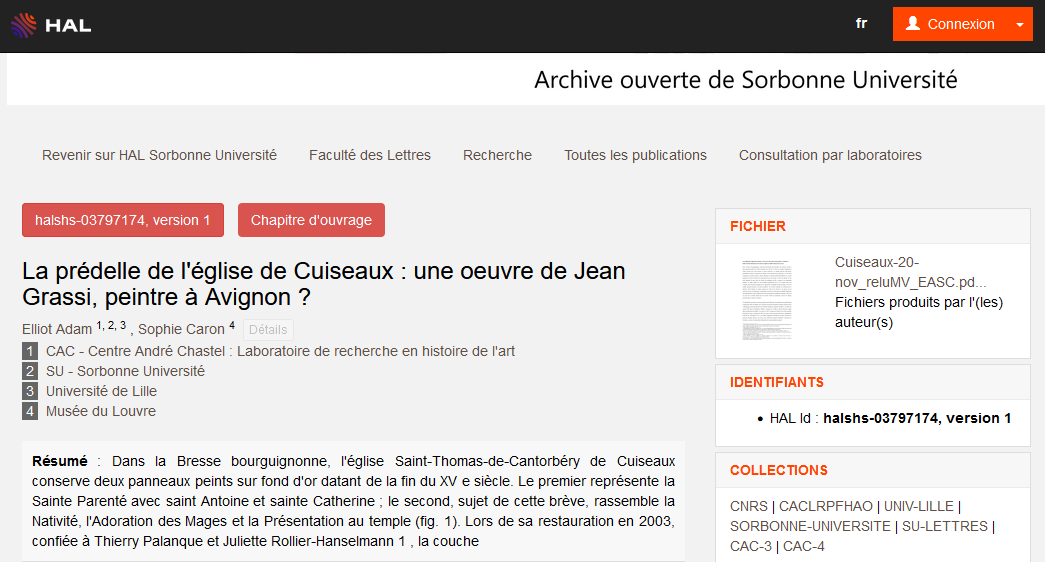 HAL
fr
Connexion
Archive ouverte de Sorbonne Université
Revenir sur HAL Sorbonne Université
Faculté des Lettres
Recherche
Toutes les publications
Consultation par laboratoires
halshs-03797174, version 1
Chapitre d'ouvrage
La prédelle de l'église de Cuiseaux : une oeuvre de Jean
Grassi, peintre à Avignon ?
Elliot Adam 1, 2, 3 , Sophie Caron 4 Détails
1 CAC - Centre André Chastel : Laboratoire de recherche en histoire de l'art
2 SU - Sorbonne Université
3 Université de Lille
4 Musée du Louvre
Résumé : Dans la Bresse bourguignonne, l'église Saint-Thomas-de-Cantorbéry de Cuiseaux
conserve deux panneaux peints sur fond d'or datant de la fin du XV e siècle. Le premier représente la
Sainte Parenté avec saint Antoine et sainte Catherine ; le second, sujet de cette brève, rassemble la
Nativité, l'Adoration des Mages et la Présentation au temple (fig. 1). Lors de sa restauration en 2003,
confiée à Thierry Palanque et Juliette Rollier-Hanselmann 1 , la couche
FICHIER
Cuiseaux-20-
nov_reluMV_EASC.pd...
Fichiers produits par l'(les)
auteur(s)
IDENTIFIANTS
• HAL Id : halshs-03797174, version 1
COLLECTIONS
CNRS | CACLRPFHAO | UNIV-LILLE |
SORBONNE-UNIVERSITE | SU-LETTRES |
CAC-3 | CAC-4